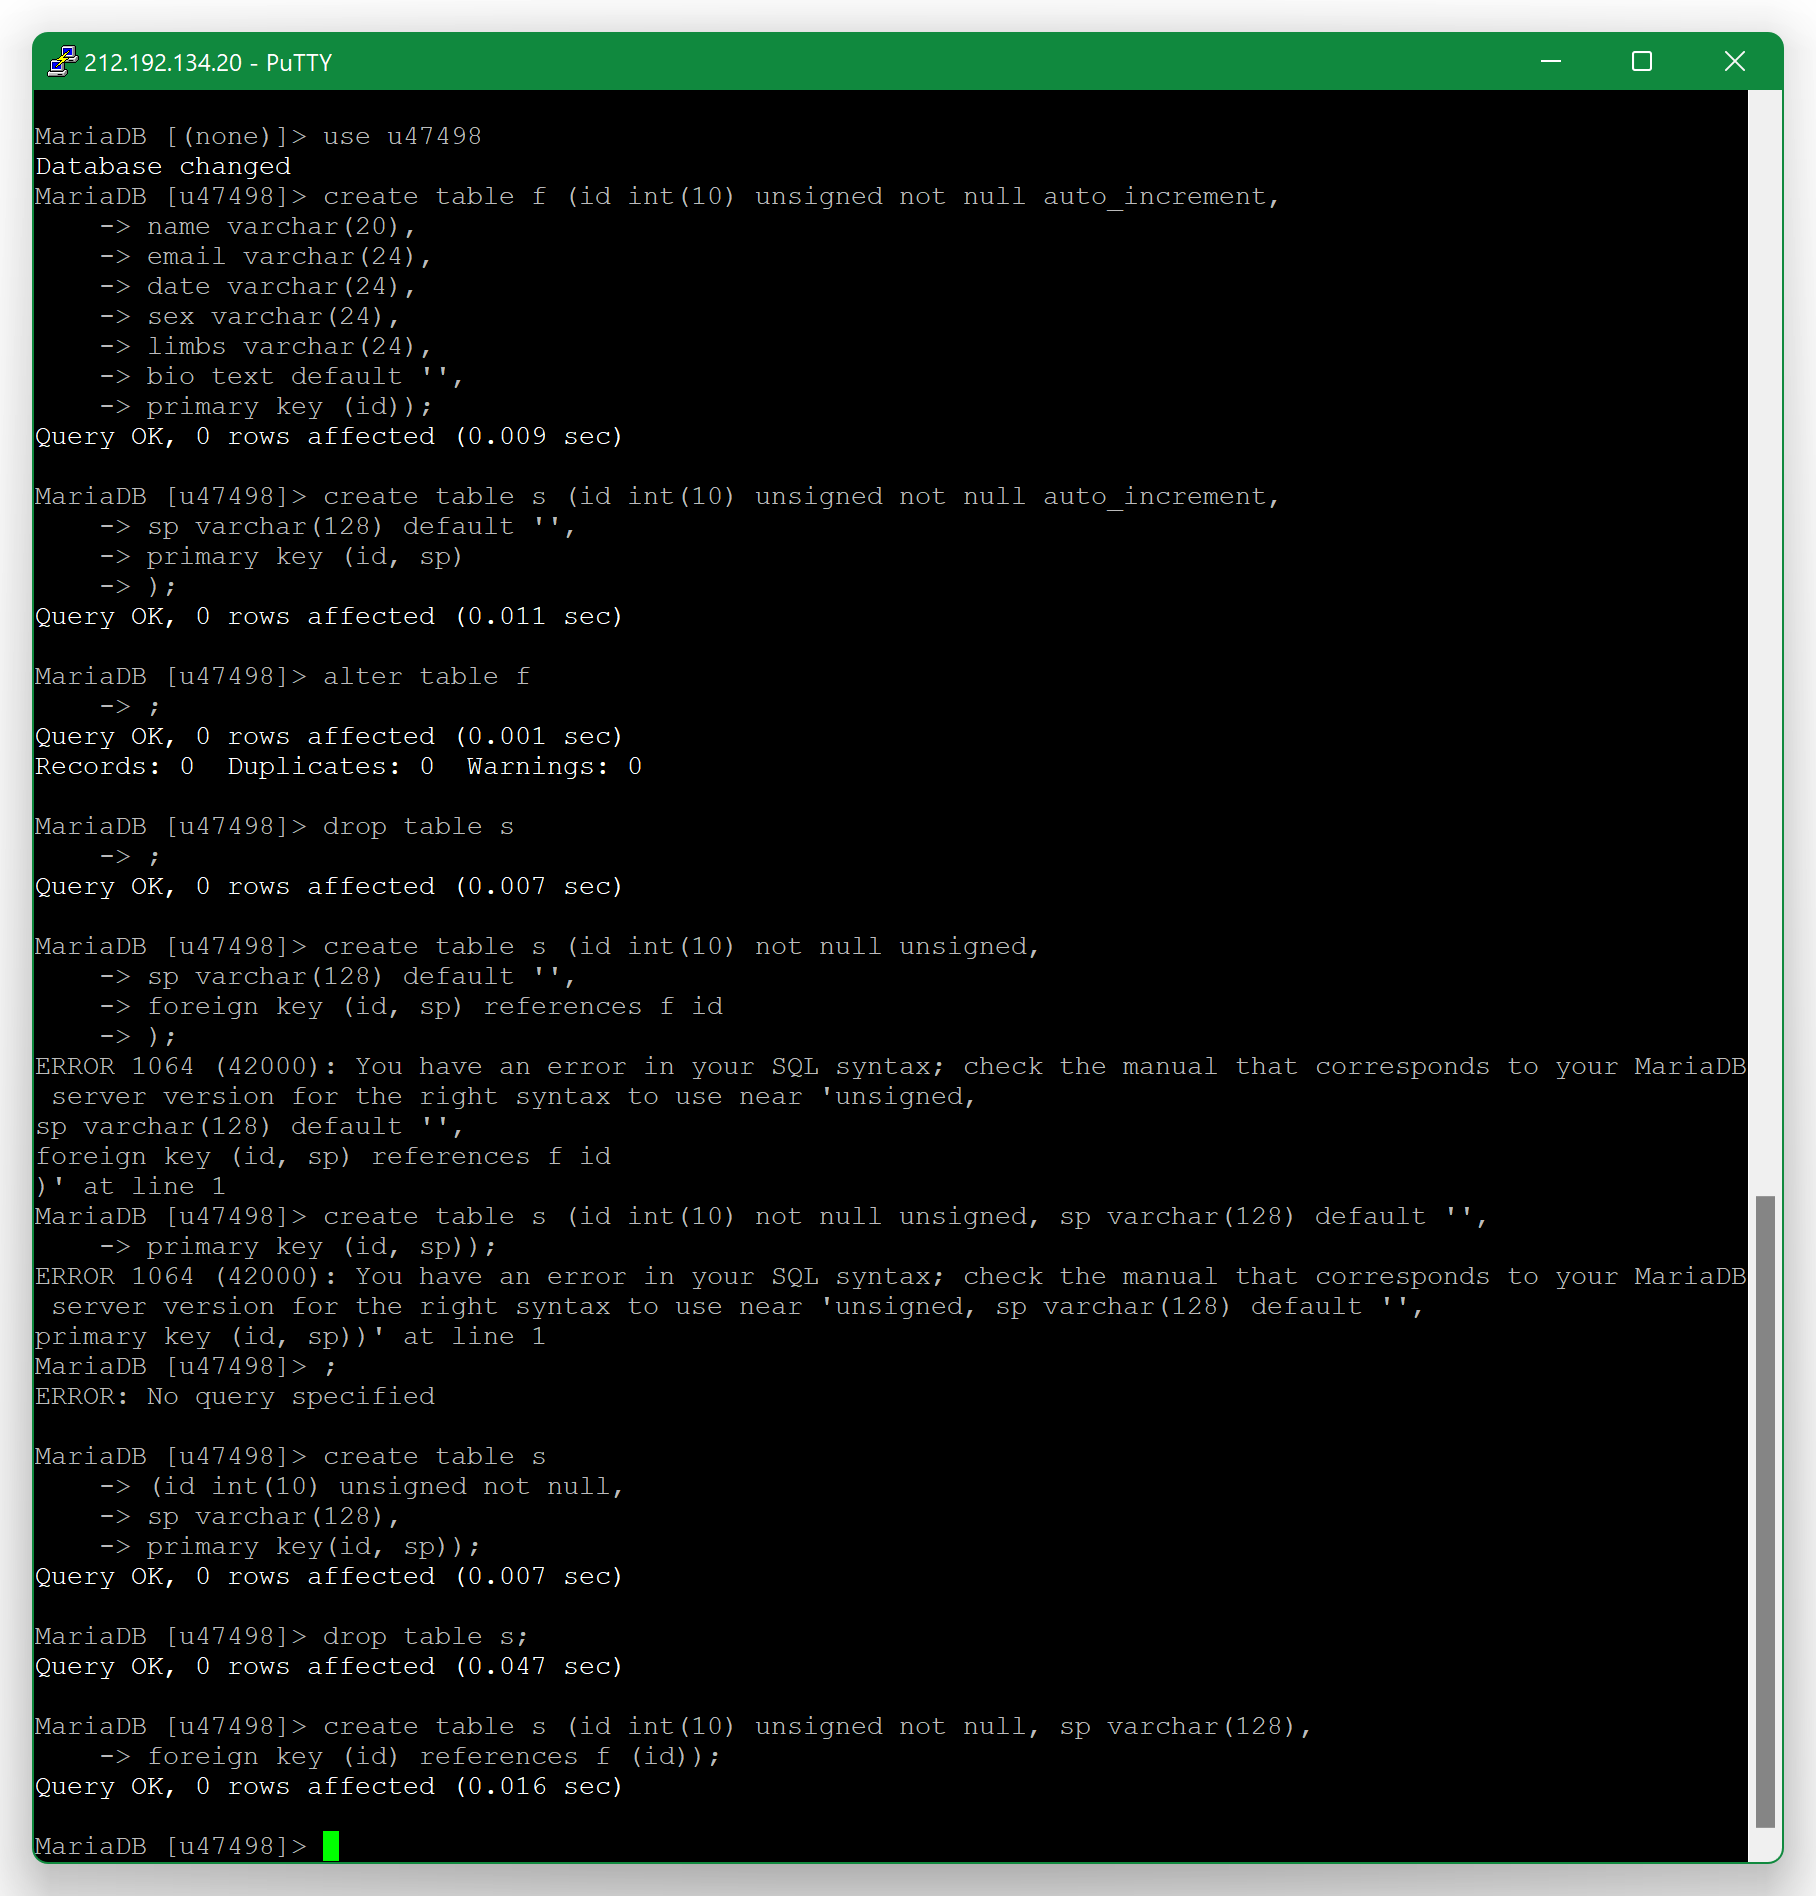 212.192.134.20 - PuTTY
MariaDB [(none)]> use u47498
Database changed
MariaDB [u47498]> create table f (id int(10) unsigned not null auto_increment,
    -> name varchar(20),
    -> email varchar(24),
    -> date varchar(24),
    -> sex varchar(24),
    -> limbs varchar(24),
    -> bio text default '',
    -> primary key (id));
Query OK, 0 rows affected (0.009 sec)

MariaDB [u47498]> create table s (id int(10) unsigned not null auto_increment,
    -> sp varchar(128) default '',
    -> primary key (id, sp)
    -> );
Query OK, 0 rows affected (0.011 sec)

MariaDB [u47498]> alter table f
    -> ;
Query OK, 0 rows affected (0.001 sec)
Records: 0  Duplicates: 0  Warnings: 0

MariaDB [u47498]> drop table s
    -> ;
Query OK, 0 rows affected (0.007 sec)

MariaDB [u47498]> create table s (id int(10) not null unsigned,
    -> sp varchar(128) default '',
    -> foreign key (id, sp) references f id
    -> );
ERROR 1064 (42000): You have an error in your SQL syntax; check the manual that corresponds to your MariaDB
 server version for the right syntax to use near 'unsigned,
sp varchar(128) default '',
foreign key (id, sp) references f id
)' at line 1
MariaDB [u47498]> create table s (id int(10) not null unsigned, sp varchar(128) default '',
    -> primary key (id, sp));
ERROR 1064 (42000): You have an error in your SQL syntax; check the manual that corresponds to your MariaDB
 server version for the right syntax to use near 'unsigned, sp varchar(128) default '',
primary key (id, sp))' at line 1
MariaDB [u47498]> ;
ERROR: No query specified

MariaDB [u47498]> create table s
    -> (id int(10) unsigned not null,
    -> sp varchar(128),
    -> primary key(id, sp));
Query OK, 0 rows affected (0.007 sec)

MariaDB [u47498]> drop table s;
Query OK, 0 rows affected (0.047 sec)

MariaDB [u47498]> create table s (id int(10) unsigned not null, sp varchar(128),
    -> foreign key (id) references f (id));
Query OK, 0 rows affected (0.016 sec)

MariaDB [u47498]>